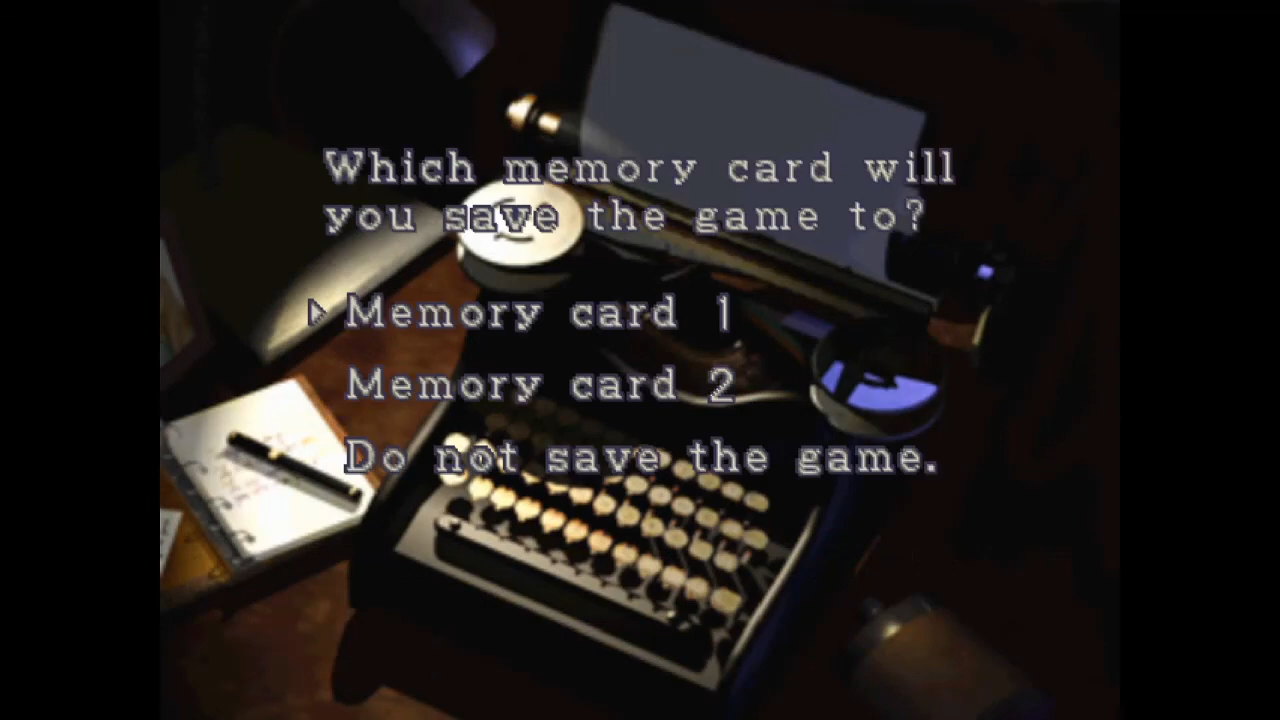 Which memory card will
you save the game to?
Memory card 1
Memory card 2
Do not save the game.